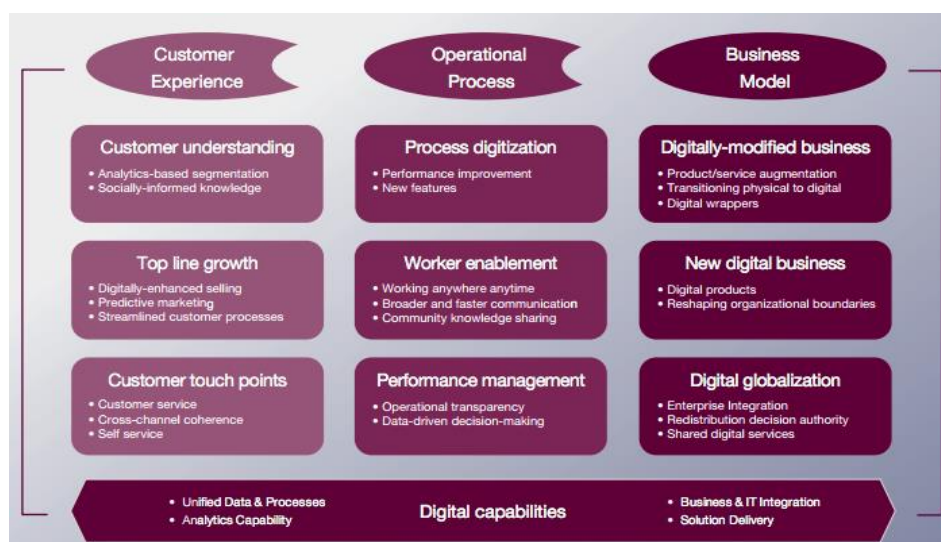 Customer
Experience
Operational
Process
Business
Model
Customer understanding
• Analytics-based segmentation
• Socially-informed knowledge
Process digitization
• Performance improvement
• New features
Digitally-modified business
• Product/service augmentation
• Transitioning physical to digital
• Digital wrappers
Top line growth
• Digitally-enhanced selling
• Predictive marketing
• Streamlined customer processes
Worker enablement
• Working anywhere anytime
• Broader and faster communication
• Community knowledge sharing
New digital business
• Digital products
• Reshaping organizational boundaries
Customer touch points
• Customer service
• Cross-channel coherence
• Self service
Performance management
• Operational transparency
• Data-driven decision-making
Digital globalization
• Enterprise Integration
• Redistribution decision authority
• Shared digital services
• Unified Data & Processes
• Analytics Capability
Digital capabilities
• Business & IT Integration
• Solution Delivery